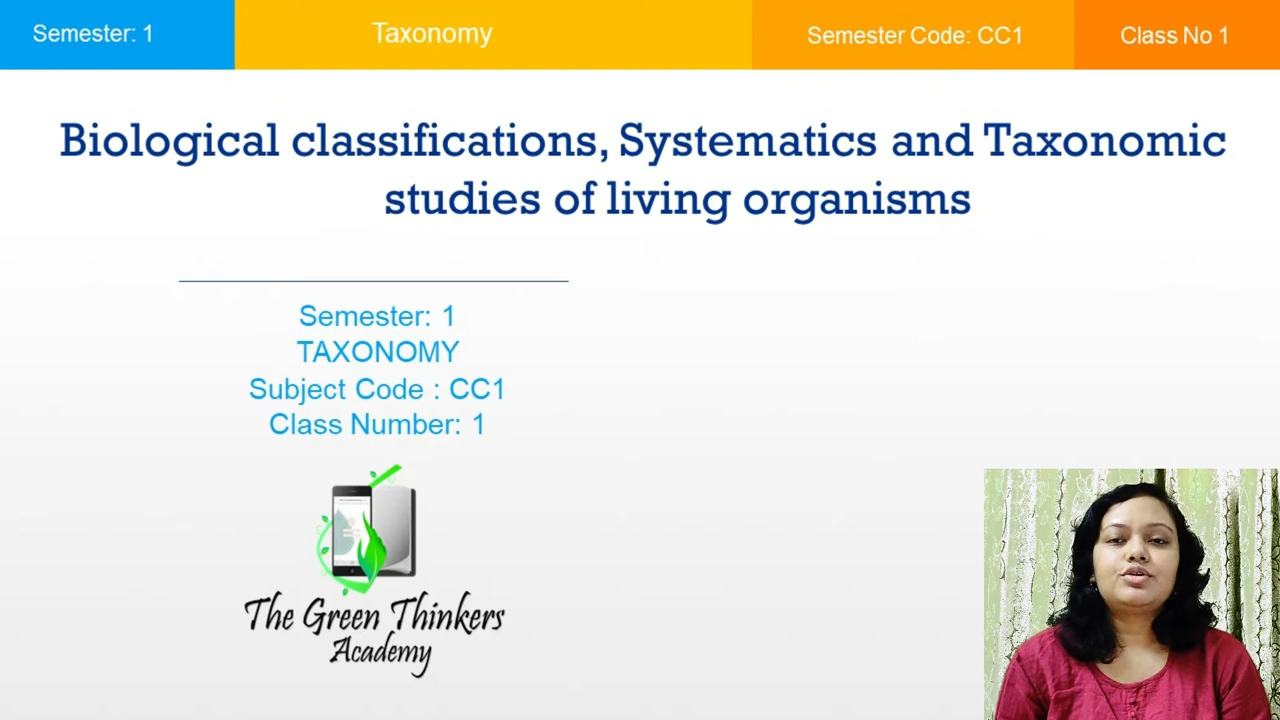 Semester: 1
Taxonomy
Semester Code: CC1
Class No 1
Biological classifications, Systematics and Taxonomic
studies of living organisms
Semester: 1
TAXONOMY
Subject Code : CC1
Class Number: 1
The Green Thinkers
Academy